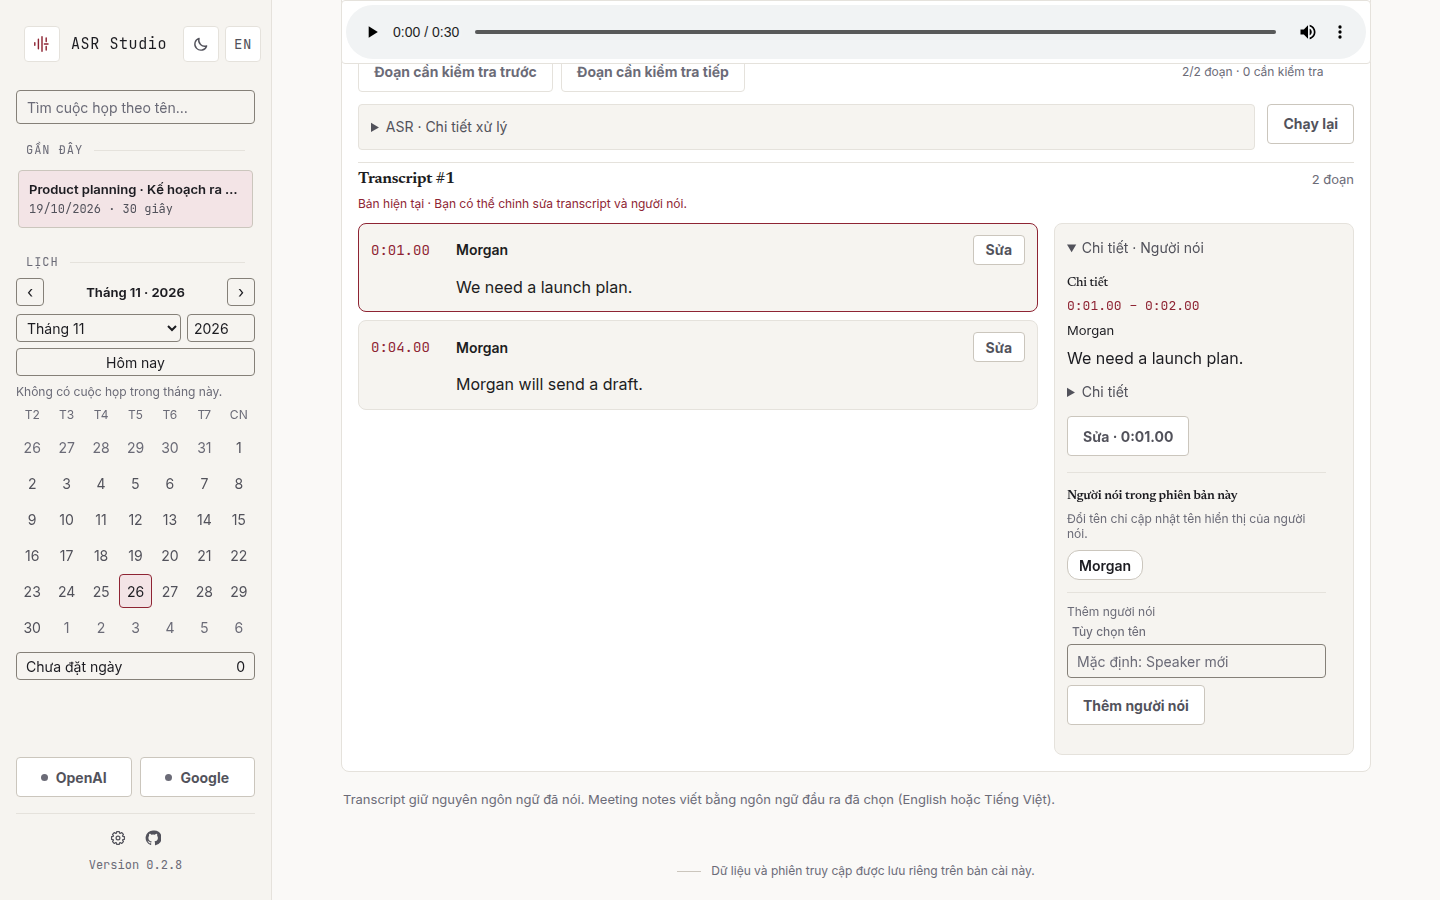 ASR Studio
EN
Tìm cuộc họp theo tên...
GẦN ĐÂY
Product planning · Kế hoạch ra ...
19/10/2026 · 30 giây
LỊCH
‹ Tháng 11 · 2026 ›
Tháng 11 2026
Hôm nay
Không có cuộc họp trong tháng này.
T2 T3 T4 T5 T6 T7 CN
26 27 28 29 30 31 1
2 3 4 5 6 7 8
9 10 11 12 13 14 15
16 17 18 19 20 21 22
23 24 25 26 27 28 29
30 1 2 3 4 5 6
Chưa đặt ngày 0
OpenAI Google
Version 0.2.8
0:00 / 0:30
Đoạn cần kiểm tra trước Đoạn cần kiểm tra tiếp 2/2 đoạn · 0 cần kiểm tra
ASR · Chi tiết xử lý Chạy lại
Transcript #1 2 đoạn
Bản hiện tại · Bạn có thể chỉnh sửa transcript và người nói.
0:01.00 Morgan Sửa
We need a launch plan.
0:04.00 Morgan Sửa
Morgan will send a draft.
Chi tiết · Người nói
Chi tiết
0:01.00 – 0:02.00
Morgan
We need a launch plan.
Chi tiết
Sửa · 0:01.00
Người nói trong phiên bản này
Đổi tên chỉ cập nhật tên hiển thị của người
nói.
Morgan
Thêm người nói
Tùy chọn tên
Mặc định: Speaker mới
Thêm người nói
Transcript giữ nguyên ngôn ngữ đã nói. Meeting notes viết bằng ngôn ngữ đầu ra đã chọn (English hoặc Tiếng Việt).
Dữ liệu và phiên truy cập được lưu riêng trên bản cài này.